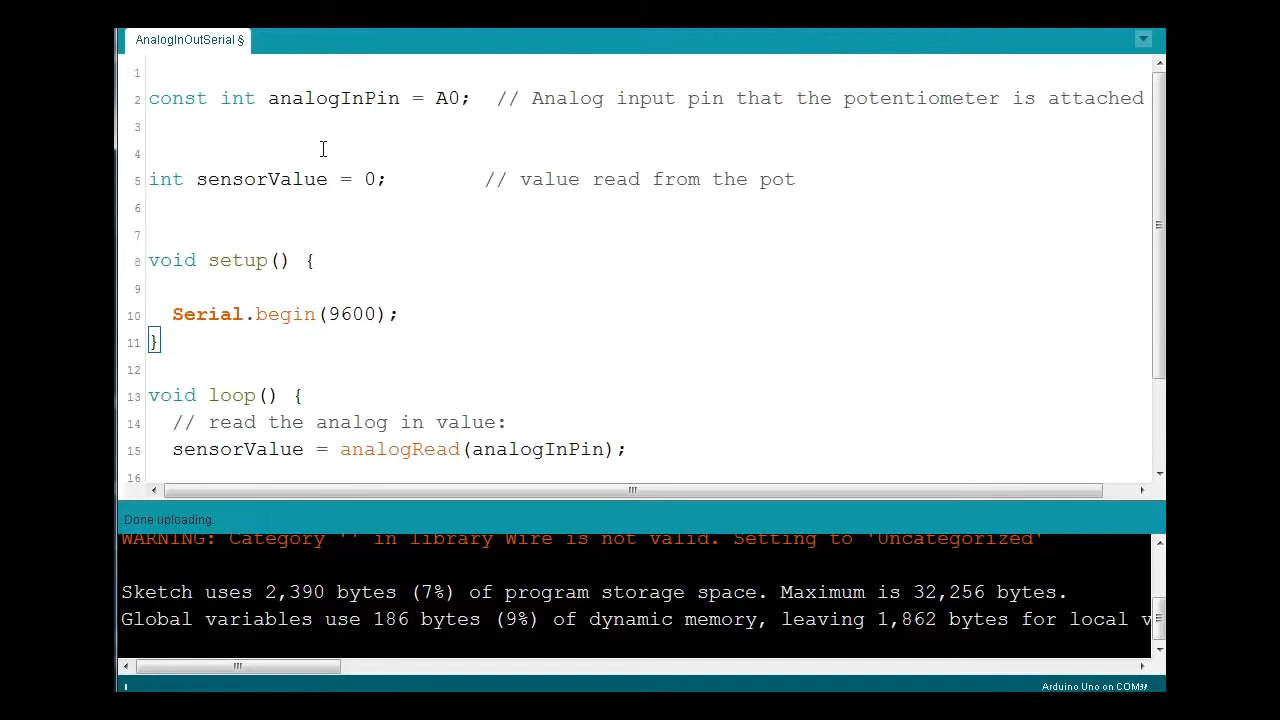 AnalogInOutSerial §
1
2 const int analogInPin = A0; // Analog input pin that the potentiometer is attached
3
4
5 int sensorValue = 0; // value read from the pot
6
7
8 void setup() {
9
10 Serial.begin(9600);
11 }
12
13 void loop() {
14 // read the analog in value:
15 sensorValue = analogRead(analogInPin);
16
Done uploading.
WARNING: Category '' in library Wire is not valid. Setting to 'Uncategorized'
Sketch uses 2,390 bytes (7%) of program storage space. Maximum is 32,256 bytes.
Global variables use 186 bytes (9%) of dynamic memory, leaving 1,862 bytes for local v
Arduino Uno on